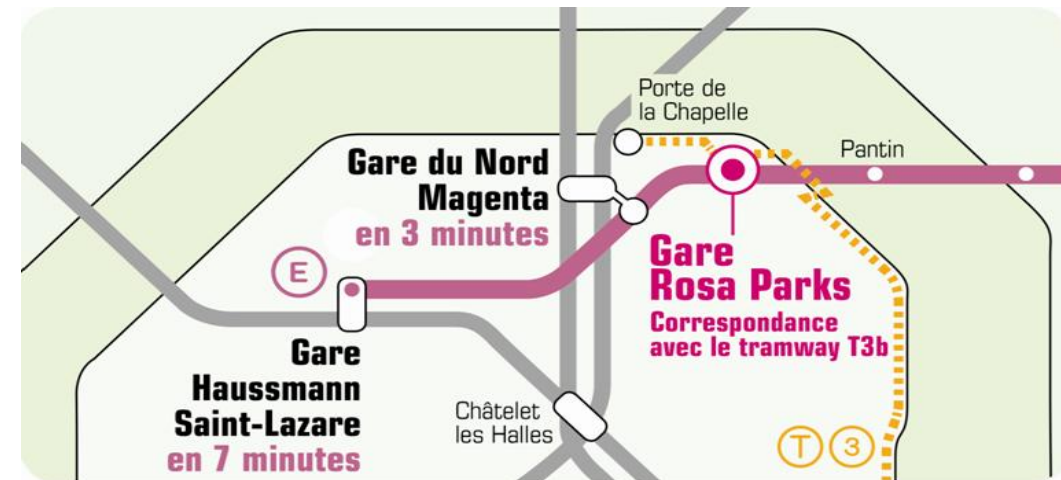 Porte de
la Chapelle
Pantin
Gare du Nord
Magenta
en 3 minutes
E
Gare
Rosa Parks
Correspondance
avec le tramway T3b
Gare
Haussmann
Saint-Lazare
en 7 minutes
Châtelet
les Halles
T 3